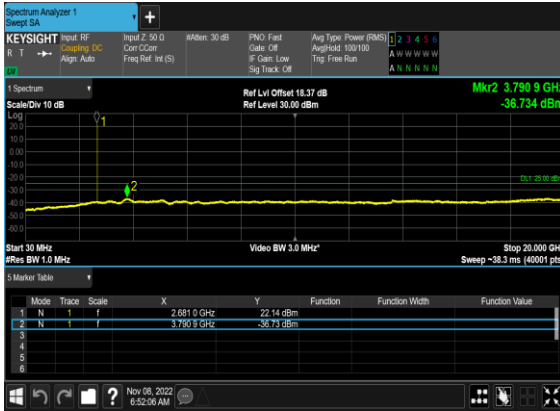 Spectrum Analyzer 1
Swept SA
+
KEYSIGHT Input: RF Input Z: 50 Ω #Atten: 30 dB PNO: Fast Avg Type: Power (RMS) 1 2 3 4 5 6
R T Coupling: DC Corr CCorr Gate: Off Avg|Hold: 100/100 A W W W W W
Align: Auto Freq Ref: Int (S) IF Gain: Low Trig: Free Run
Sig Track: Off A N N N N N
1 Spectrum
Scale/Div 10 dB
Ref Lvl Offset 18.37 dB
Ref Level 30.00 dBm
Mkr2 3.790 9 GHz
-36.734 dBm
Log
20.0
10.0
0.00
-10.0
-20.0
-30.0
-40.0
-50.0
-60.0
1
2
DL1 -25.00 dBm
Start 30 MHz Video BW 3.0 MHz* Stop 20.000 GHz
#Res BW 1.0 MHz Sweep ~38.3 ms (40001 pts)
5 Marker Table
Mode Trace Scale X Y Function Function Width Function Value
1 N 1 f 2.681 0 GHz 22.14 dBm
2 N 1 f 3.790 9 GHz -36.73 dBm
3
4
5
6
?
Nov 08, 2022
6:52:06 AM